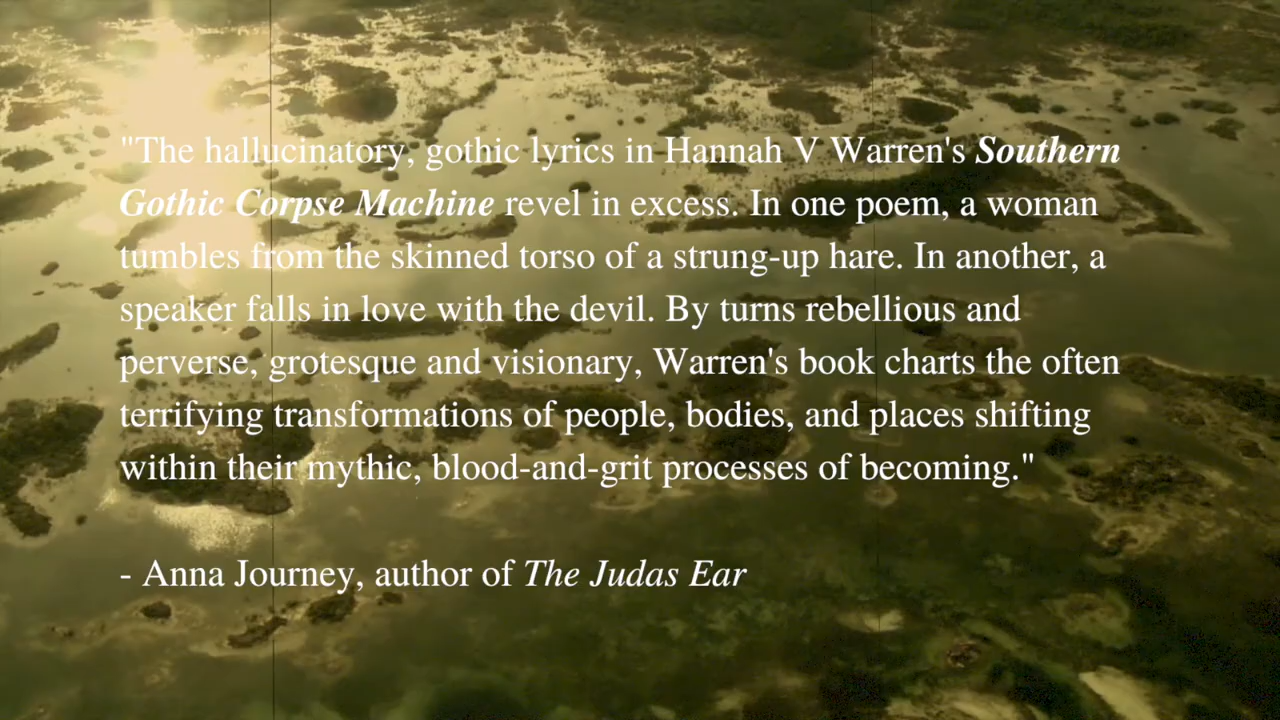 "The hallucinatory, gothic lyrics in Hannah V Warren's Southern
Gothic Corpse Machine revel in excess. In one poem, a woman
tumbles from the skinned torso of a strung-up hare. In another, a
speaker falls in love with the devil. By turns rebellious and
perverse, grotesque and visionary, Warren's book charts the often
terrifying transformations of people, bodies, and places shifting
within their mythic, blood-and-grit processes of becoming."
- Anna Journey, author of The Judas Ear